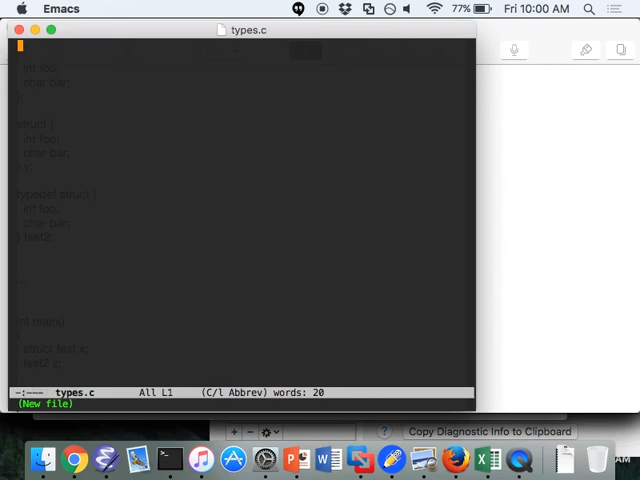 Emacs
77%
Fri 10:00 AM
types.c
int foo;
char bar;
};
struct {
int foo;
char bar;
} y;
typedef struct {
int foo;
char bar;
} test2;
int main()
{
struct test x;
test2 z;
-:--- types.c All L1 (C/l Abbrev) words: 20
(New file)
+ −
? Copy Diagnostic Info to Clipboard
AM